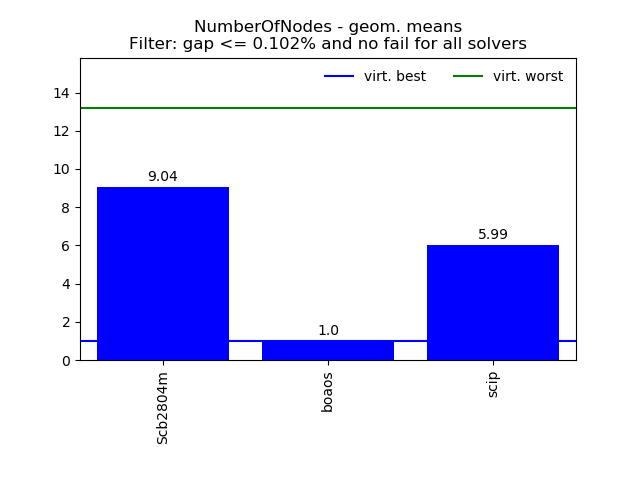 NumberOfNodes - geom. means
Filter: gap <= 0.102% and no fail for all solvers
virt. best
virt. worst
14
12
10
8
6
4
2
0
9.04
1.0
5.99
Scb2804m
boaos
scip